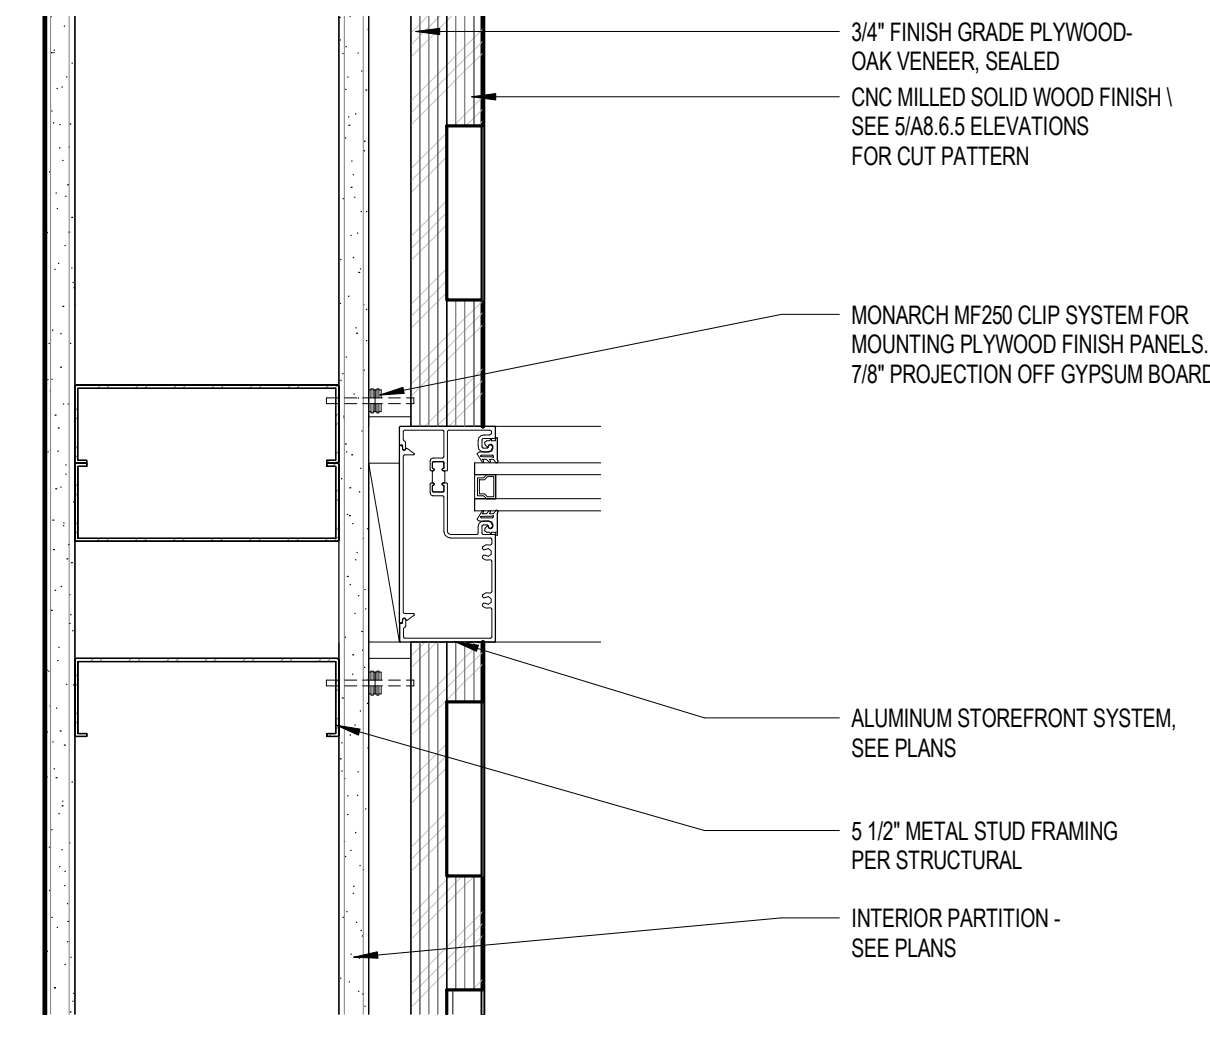 3/4" FINISH GRADE PLYWOOD-
OAK VENEER, SEALED
CNC MILLED SOLID WOOD FINISH \
SEE 5/A8.6.5 ELEVATIONS
FOR CUT PATTERN
MONARCH MF250 CLIP SYSTEM FOR
MOUNTING PLYWOOD FINISH PANELS.
7/8" PROJECTION OFF GYPSUM BOARD
ALUMINUM STOREFRONT SYSTEM,
SEE PLANS
5 1/2" METAL STUD FRAMING
PER STRUCTURAL
INTERIOR PARTITION -
SEE PLANS